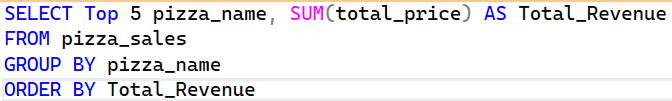 SELECT Top 5 pizza_name, SUM(total_price) AS Total_Revenue
FROM pizza_sales
GROUP BY pizza_name
ORDER BY Total_Revenue